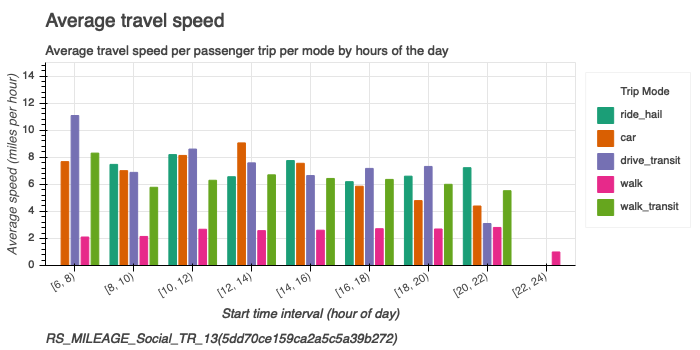 Average travel speed
Average travel speed per passenger trip per mode by hours of the day
Average speed (miles per hour)
14
12
10
8
6
4
2
0
[6, 8)
[8, 10)
[10, 12)
[12, 14)
[14, 16)
[16, 18)
[18, 20)
[20, 22)
[22, 24)
Start time interval (hour of day)
Trip Mode
ride_hail
car
drive_transit
walk
walk_transit
RS_MILEAGE_Social_TR_13(5dd70ce159ca2a5c5a39b272)